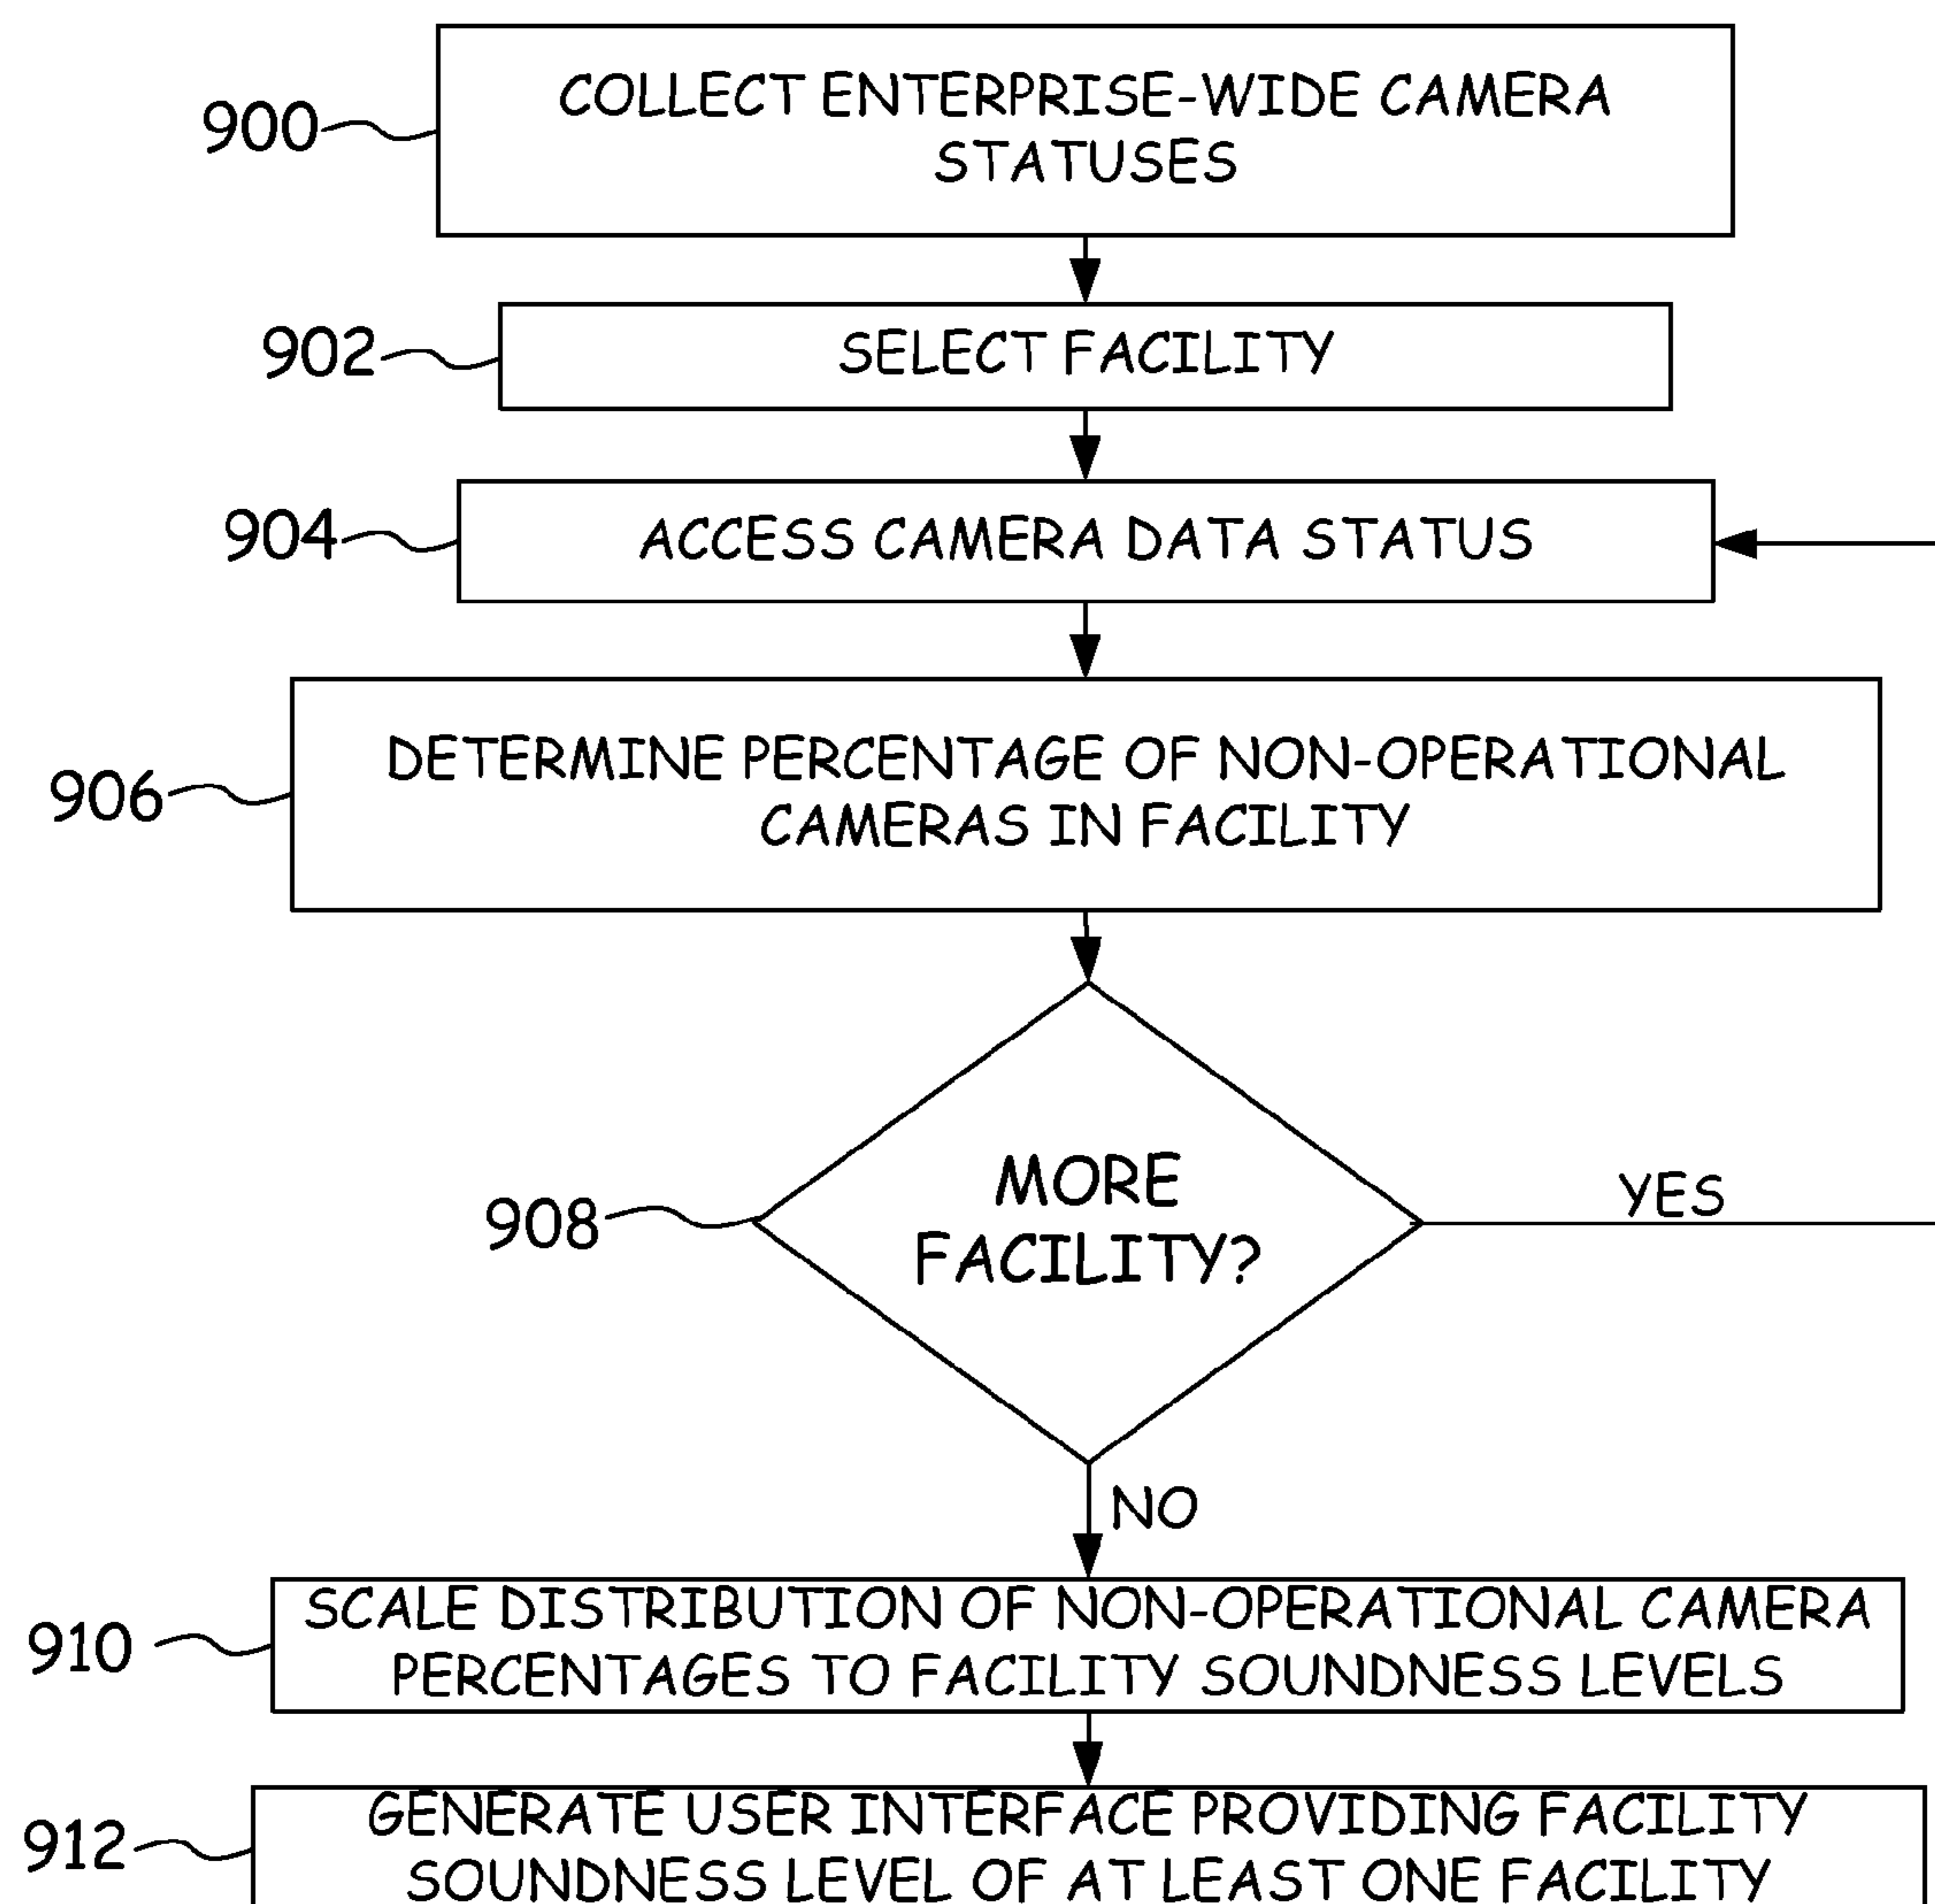 900
COLLECT ENTERPRISE-WIDE CAMERA
STATUSES
902
SELECT FACILITY
904
ACCESS CAMERA DATA STATUS
906
DETERMINE PERCENTAGE OF NON-OPERATIONAL
CAMERAS IN FACILITY
908
MORE
FACILITY?
YES
NO
910
SCALE DISTRIBUTION OF NON-OPERATIONAL CAMERA
PERCENTAGES TO FACILITY SOUNDNESS LEVELS
912
GENERATE USER INTERFACE PROVIDING FACILITY
SOUNDNESS LEVEL OF AT LEAST ONE FACILITY